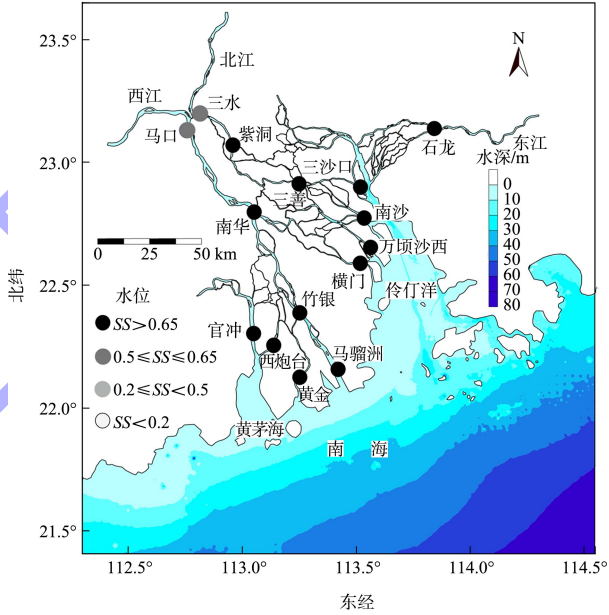 23.5°
23.0°
22.5°
22.0°
21.5°
北纬
112.5°
113.0°
113.5°
114.0°
114.5°
东经
N
北江
西江
三水
马口
紫洞
石龙
东江
三沙口
三善
南沙
南华
万顷沙西
横门
伶仃洋
竹银
官冲
西炮台
马骝洲
黄金
黄茅海
南 海
0 25 50 km
水位
SS>0.65
0.5≤SS≤0.65
0.2≤SS<0.5
SS<0.2
水深/m
0
10
20
30
40
50
60
70
80